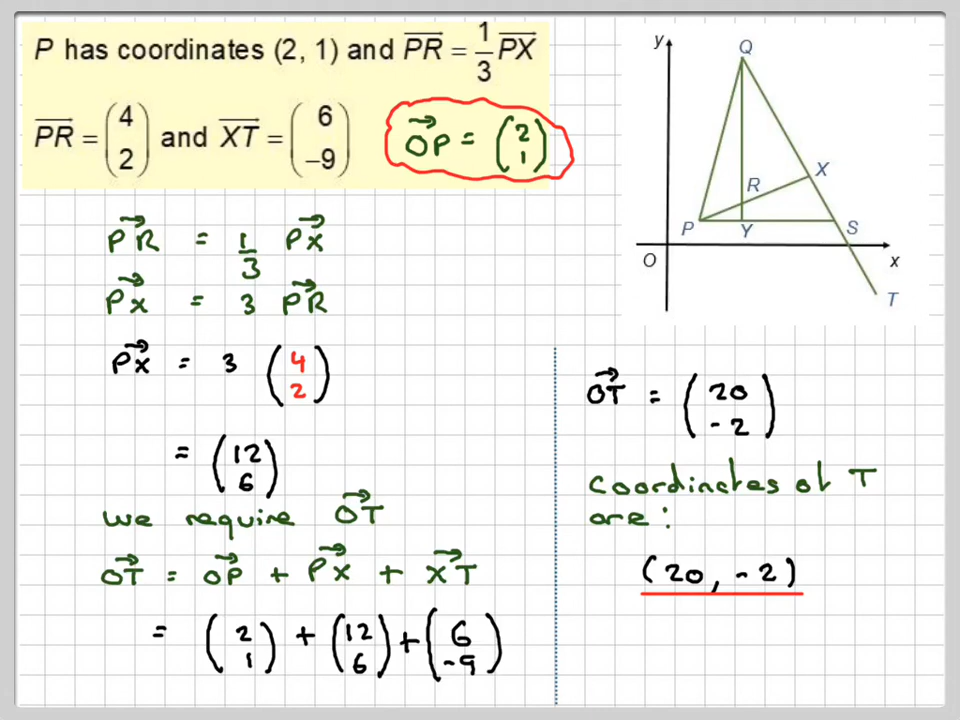 P has coordinates (2, 1) and PR⃗ = 1/3 PX⃗
PR⃗ = (4 2) and XT⃗ = (6 –9)
OP⃗ = (2 1)
y
Q
X
R
P
Y
S
O
x
T
PR⃗ = 1/3 PX⃗
PX⃗ = 3 PR⃗
PX⃗ = 3 (4 2)
= (12 6)
We require OT⃗
OT⃗ = OP⃗ + PX⃗ + XT⃗
= (2 1) + (12 6) + (6 -9)
OT⃗ = (20 -2)
Coordinates of T
are:
(20, -2)